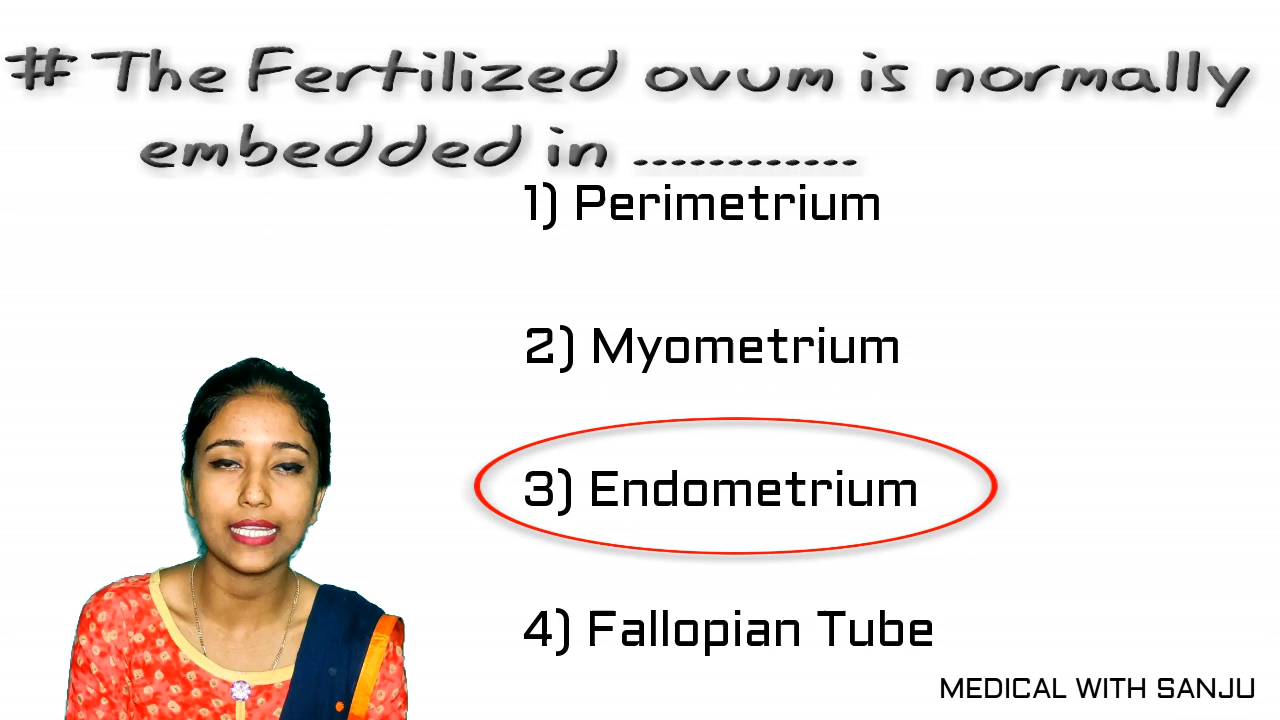 # The Fertilized ovum is normally
embedded in ............
1) Perimetrium
2) Myometrium
3) Endometrium
4) Fallopian Tube
MEDICAL WITH SANJU